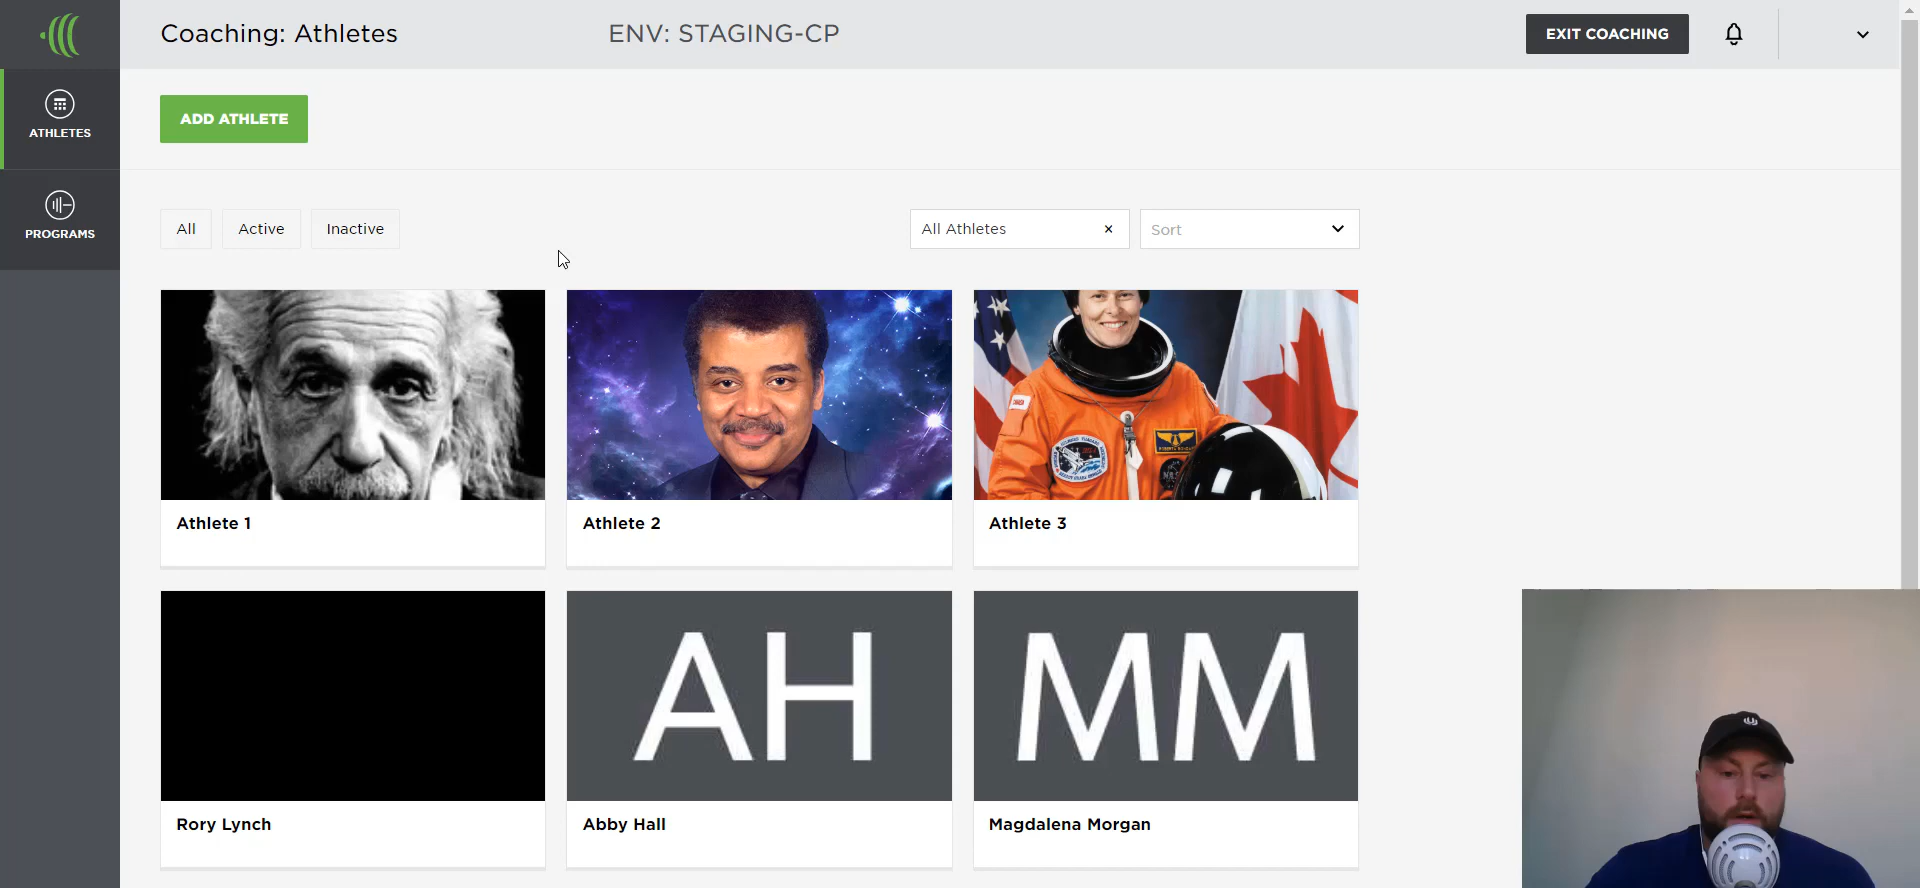 Coaching: Athletes
ENV: STAGING-CP
EXIT COACHING
ATHLETES
PROGRAMS
ADD ATHLETE
All
Active
Inactive
All Athletes ×
Sort
Athlete 1
Athlete 2
Athlete 3
AH
MM
Rory Lynch
Abby Hall
Magdalena Morgan